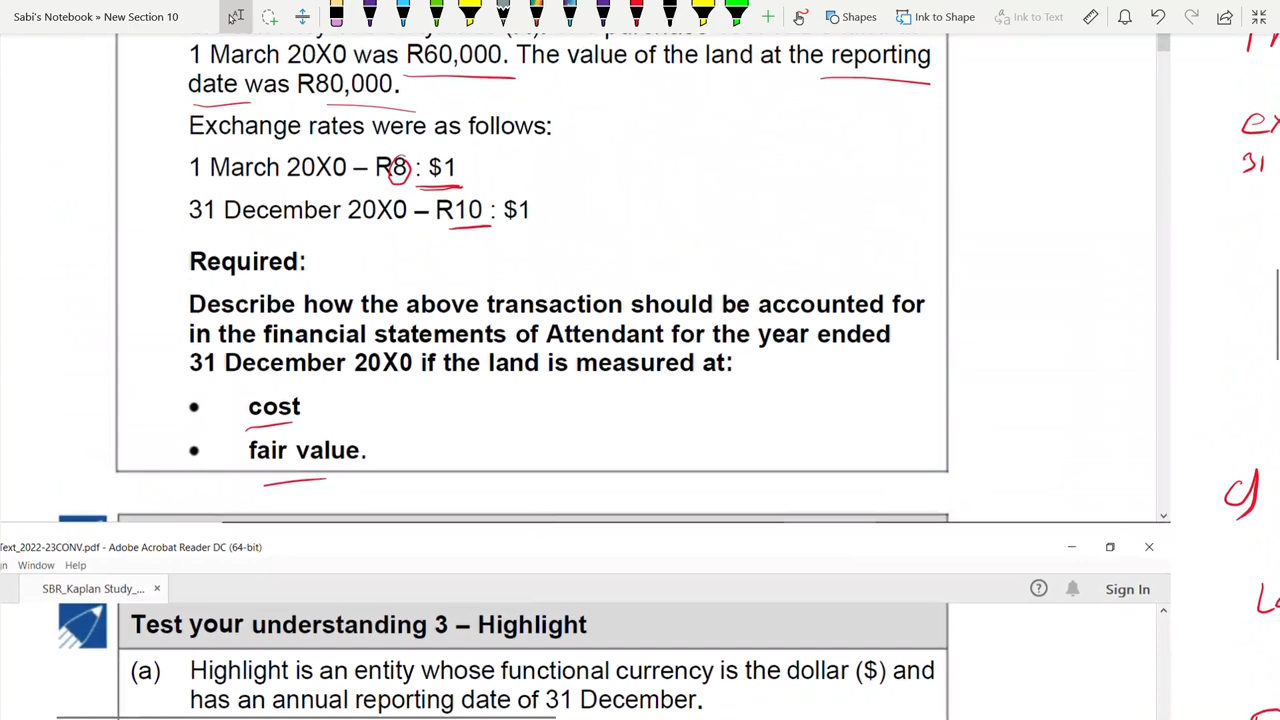 Sabi's Notebook » New Section 10
Shapes
Ink to Shape
Ink to Text
1 March 20X0 was R60,000. The value of the land at the reporting
date was R80,000.
Exchange rates were as follows:
1 March 20X0 – R8 : $1
31 December 20X0 – R10 : $1
Required:
Describe how the above transaction should be accounted for
in the financial statements of Attendant for the year ended
31 December 20X0 if the land is measured at:
• cost
• fair value.
ex
31
Text_2022-23CONV.pdf - Adobe Acrobat Reader DC (64-bit)
Window Help
SBR_Kaplan Study_... ×
Sign In
Test your understanding 3 – Highlight
(a) Highlight is an entity whose functional currency is the dollar ($) and
has an annual reporting date of 31 December.